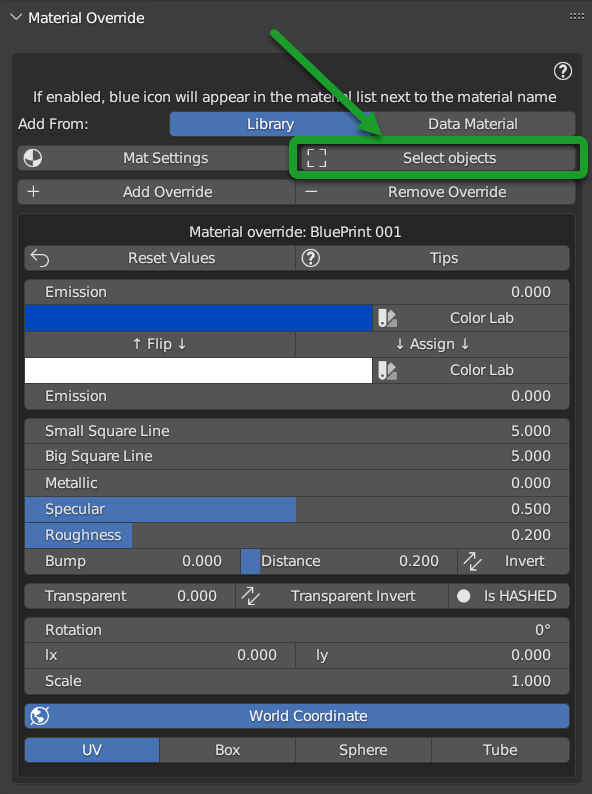 Material Override
If enabled, blue icon will appear in the material list next to the material name
Add From: Library Data Material
Mat Settings Select objects
Add Override Remove Override
Material override: BluePrint 001
Reset Values Tips
Emission 0.000
Color Lab
↑ Flip ↓ ↓ Assign ↓
Color Lab
Emission 0.000
Small Square Line 5.000
Big Square Line 5.000
Metallic 0.000
Specular 0.500
Roughness 0.200
Bump 0.000 Distance 0.200 Invert
Transparent 0.000 Transparent Invert Is HASHED
Rotation 0°
lx 0.000 ly 0.000
Scale 1.000
World Coordinate
UV Box Sphere Tube